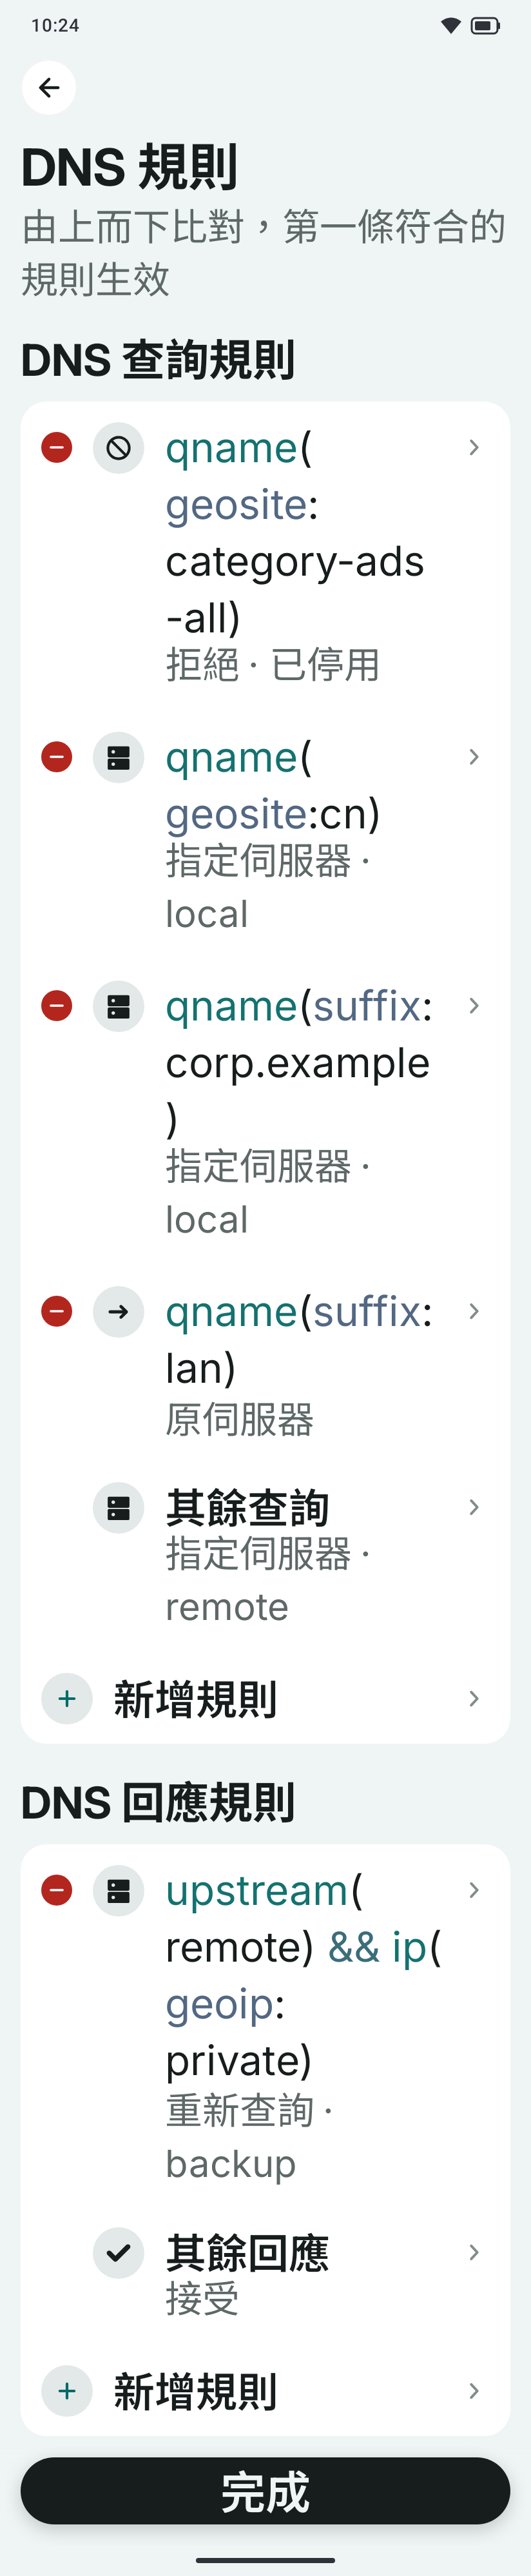 10:24
DNS 規則
由上而下比對，第一條符合的
規則生效
DNS 查詢規則
qname(
geosite:
category-ads
-all)
拒絕 · 已停用
qname(
geosite:cn)
指定伺服器 ·
local
qname(suffix:
corp.example
)
指定伺服器 ·
local
qname(suffix:
lan)
原伺服器
其餘查詢
指定伺服器 ·
remote
新增規則
DNS 回應規則
upstream(
remote) && ip(
geoip:
private)
重新查詢 ·
backup
其餘回應
接受
新增規則
完成